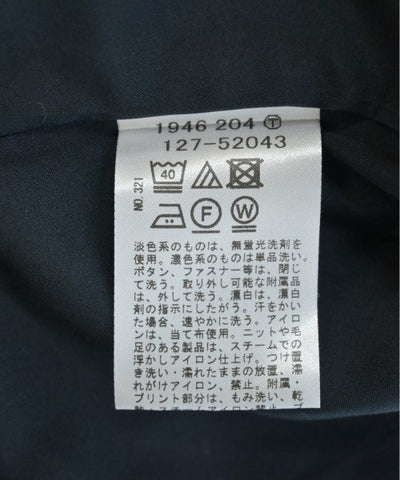 1946 204 Ⓣ
127-52043
NO.321
40
F W
淡色系のものは、無蛍光洗剤を
使用。濃色系のものは単品洗い。
ボタン、ファスナー等は、閉じ
て洗う。取り外し可能な付属品
は、外して洗う。漂白は、漂白
剤の指示にしたがう。汗をかい
た場合、速やかに洗う。アイロ
ンは、当て布使用。ニットや毛
足のある製品は、スチームでの
浮かしアイロン仕上げ。つけ置
き洗い・濡れたままの放置、濡
れがけアイロン、禁止。付属・
プリント部分は、もみ洗い、乾